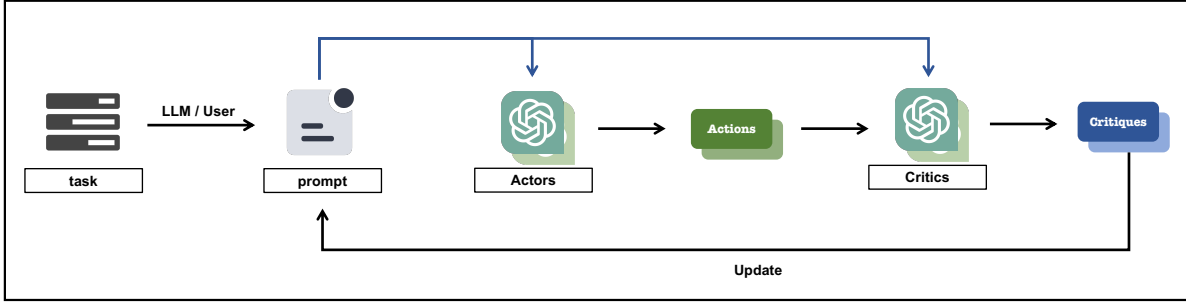 LLM / User
task
prompt
Actors
Actions
Critics
Critiques
Update